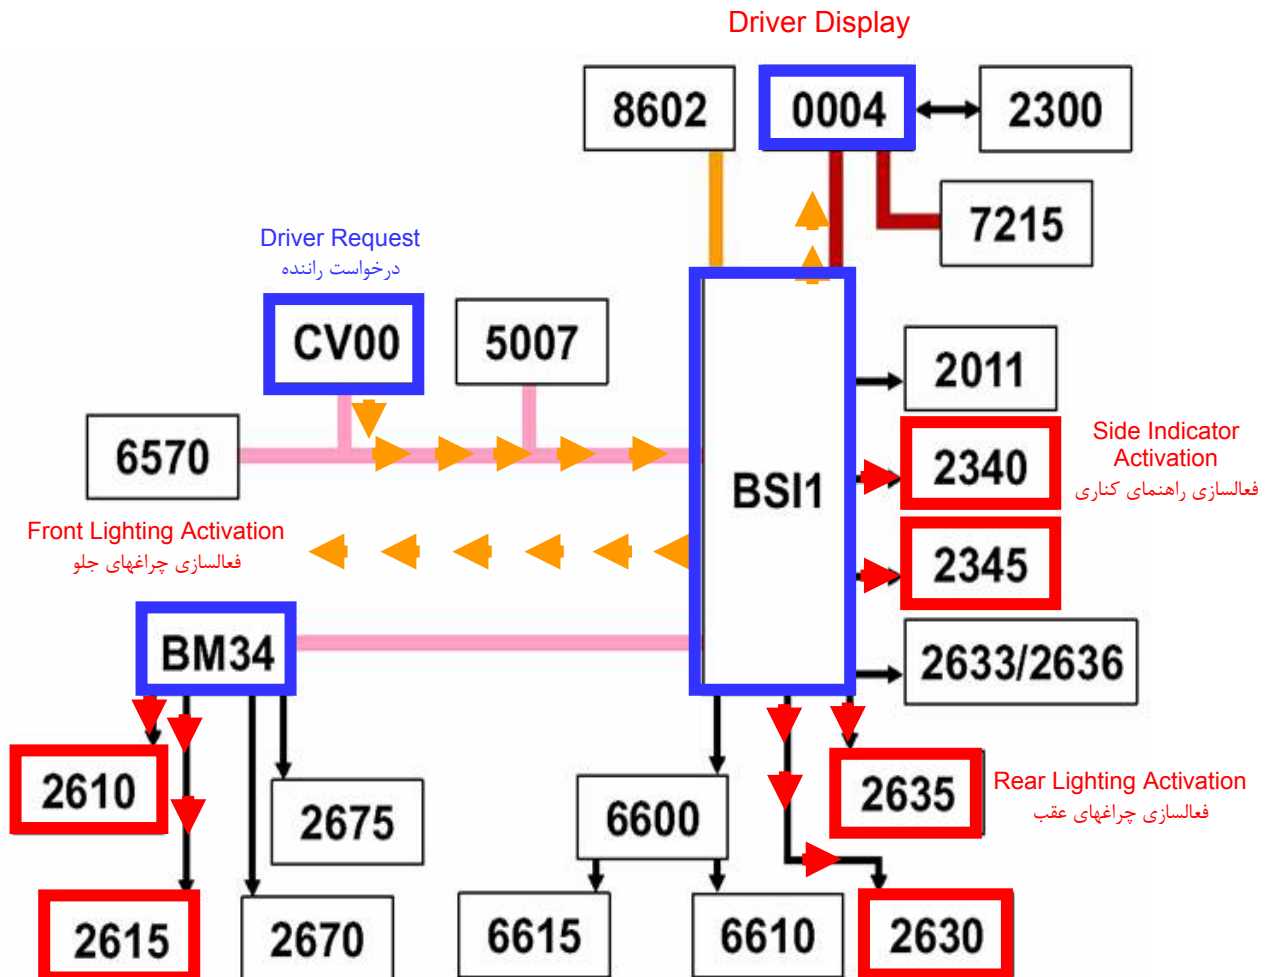 Driver Display
8602
0004
2300
7215
Driver Request
درخواست راننده
CV00
5007
2011
6570
Side Indicator
Activation
فعالسازی راهنمای کناری
2340
BSI1
Front Lighting Activation
فعالسازی چراغهای جلو
2345
BM34
2633/2636
2610
2675
6600
2635
Rear Lighting Activation
فعالسازی چراغهای عقب
2615
2670
6615
6610
2630